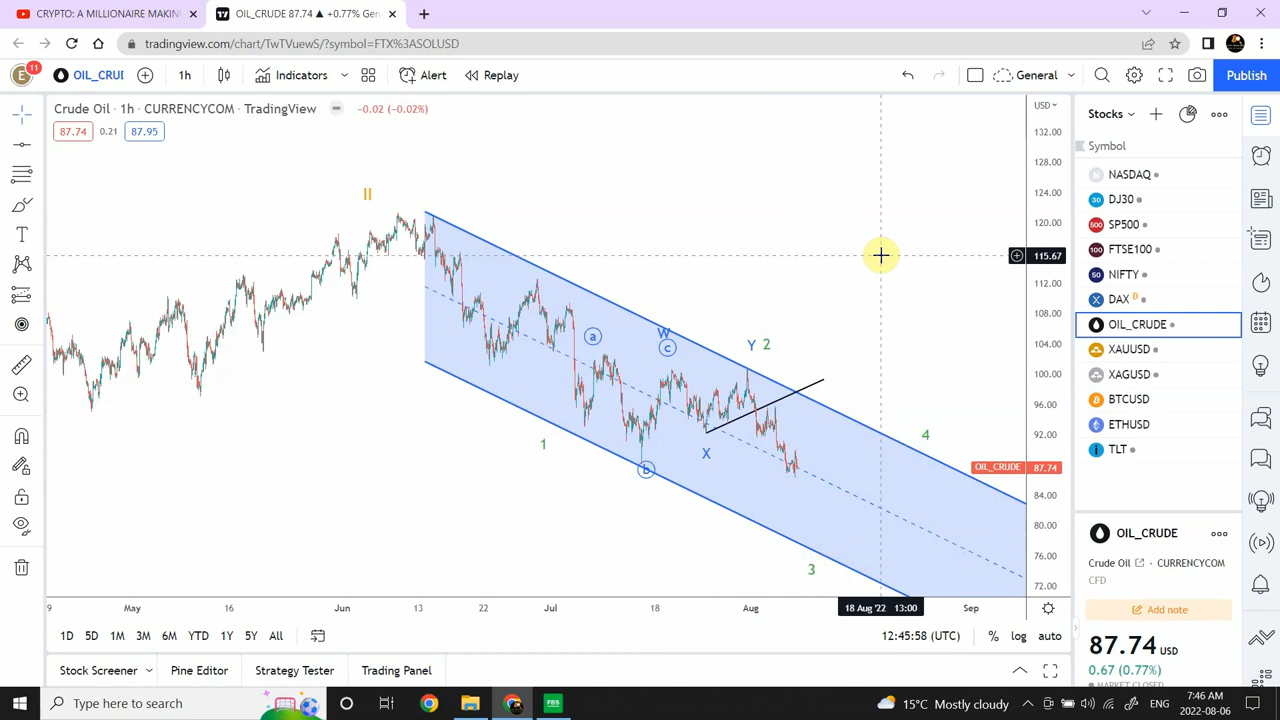 CRYPTO: A MILLIONAIRE MAKIN
OIL_CRUDE 87.74 ▲ +0.77% Ge
tradingview.com/chart/TwTVuewS/?symbol=FTX%3ASOLUSD
E 11 OIL_CRU 1h Indicators Alert Replay General Publish
Crude Oil · 1h · CURRENCYCOM · TradingView -0.02 (-0.02%) USD
87.74 0.21 87.95
Stocks
Symbol
NASDAQ
DJ30
SP500
FTSE100
NIFTY
DAX D
OIL_CRUDE
XAUUSD
XAGUSD
BTCUSD
ETHUSD
TLT
132.00
128.00
124.00
120.00
115.67
112.00
108.00
104.00
100.00
96.00
92.00
OIL_CRUDE 87.74
84.00
80.00
76.00
72.00
II
a
W
c
Y 2
4
1
X
b
3
9 May 16 Jun 13 22 Jul 18 Aug 18 Aug '22 13:00 Sep
1D 5D 1M 3M 6M YTD 1Y 5Y All 12:45:58 (UTC) % log auto
Stock Screener Pine Editor Strategy Tester Trading Panel
OIL_CRUDE
Crude Oil · CURRENCYCOM
CFD
Add note
87.74 USD
0.67 (0.77%)
MARKET CLOSED
Type here to search
FBS
15°C Mostly cloudy
ENG
7:46 AM
2022-08-06